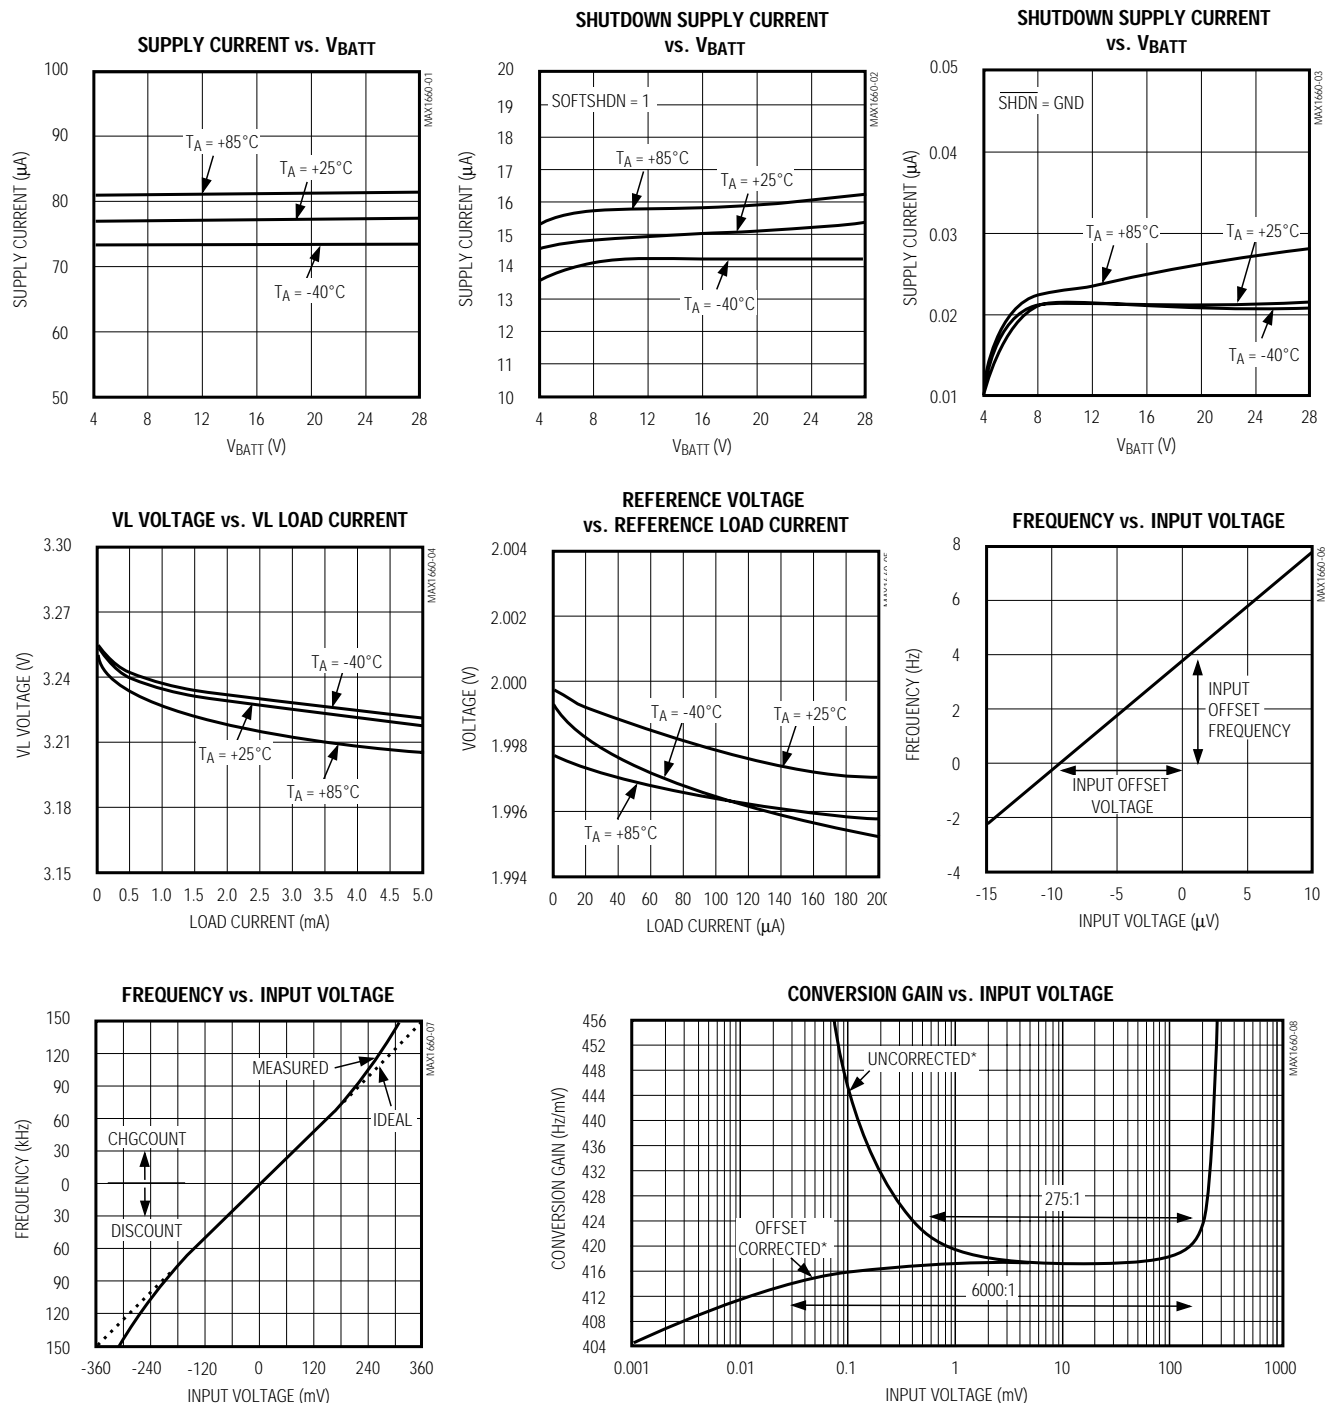 SUPPLY CURRENT vs. VBATT
100
90
80
70
60
50
SUPPLY CURRENT (μA)
TA = +85°C
TA = +25°C
TA = -40°C
4 8 12 16 20 24 28
VBATT (V)
MAX1660-01
SHUTDOWN SUPPLY CURRENT
vs. VBATT
20
19
18
17
16
15
14
13
12
11
10
SUPPLY CURRENT (μA)
SOFTSHDN = 1
TA = +85°C
TA = +25°C
TA = -40°C
4 8 12 16 20 24 28
VBATT (V)
MAX1660-02
SHUTDOWN SUPPLY CURRENT
vs. VBATT
0.05
0.04
0.03
0.02
0.01
SUPPLY CURRENT (μA)
SHDN = GND
TA = +85°C
TA = +25°C
TA = -40°C
4 8 12 16 20 24 28
VBATT (V)
MAX1660-03
VL VOLTAGE vs. VL LOAD CURRENT
3.30
3.27
3.24
3.21
3.18
3.15
VL VOLTAGE (V)
TA = -40°C
TA = +25°C
TA = +85°C
0 0.5 1.0 1.5 2.0 2.5 3.0 3.5 4.0 4.5 5.0
LOAD CURRENT (mA)
MAX1660-04
REFERENCE VOLTAGE
vs. REFERENCE LOAD CURRENT
2.004
2.002
2.000
1.998
1.996
1.994
VOLTAGE (V)
TA = -40°C
TA = +25°C
TA = +85°C
0 20 40 60 80 100 120 140 160 180 200
LOAD CURRENT (μA)
FREQUENCY vs. INPUT VOLTAGE
8
6
4
2
0
-2
-4
FREQUENCY (Hz)
INPUT
OFFSET
FREQUENCY
INPUT OFFSET
VOLTAGE
-15 -10 -5 0 5 10
INPUT VOLTAGE (μV)
MAX1660-06
FREQUENCY vs. INPUT VOLTAGE
150
120
90
60
30
0
30
60
90
120
150
FREQUENCY (kHz)
MEASURED
IDEAL
CHGCOUNT
DISCOUNT
-360 -240 -120 0 120 240 360
INPUT VOLTAGE (mV)
MAX1660-07
CONVERSION GAIN vs. INPUT VOLTAGE
456
452
448
444
440
436
432
428
424
420
416
412
408
404
CONVERSION GAIN (Hz/mV)
UNCORRECTED*
275:1
OFFSET
CORRECTED*
6000:1
0.001 0.01 0.1 1 10 100 1000
INPUT VOLTAGE (mV)
MAX1660-08